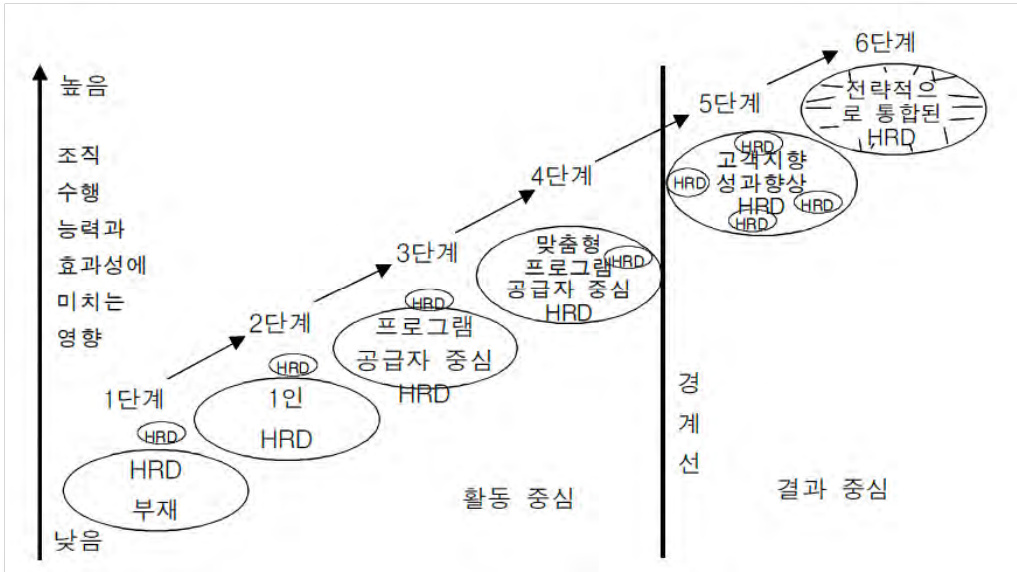 높음
조직
수행
능력과
효과성에
미치는
영향
낮음
1단계
HRD
HRD
부재
2단계
HRD
1인
HRD
3단계
HRD
프로그램
공급자 중심
HRD
4단계
맞춤형
프로그램
HRD
공급자 중심
HRD
활동 중심
경
계
선
5단계
HRD
고객지향
HRD
성과향상
HRD
HRD
HRD
6단계
전략적으
로 통합된
HRD
결과 중심